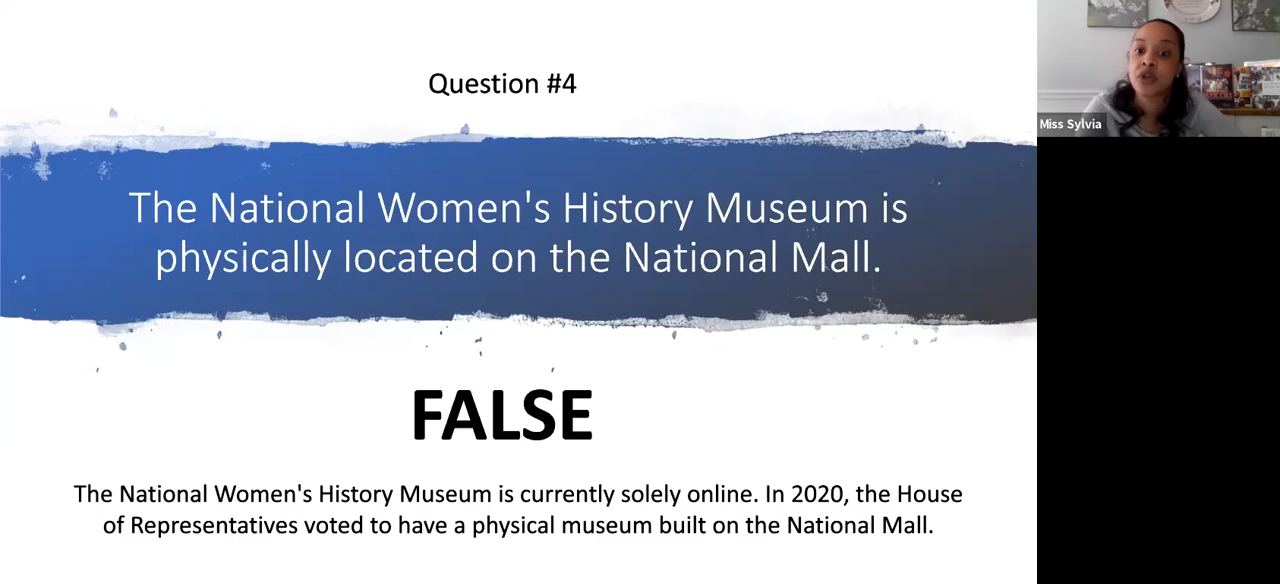 Question #4
The National Women's History Museum is
physically located on the National Mall.
FALSE
The National Women's History Museum is currently solely online. In 2020, the House
of Representatives voted to have a physical museum built on the National Mall.
Miss Sylvia